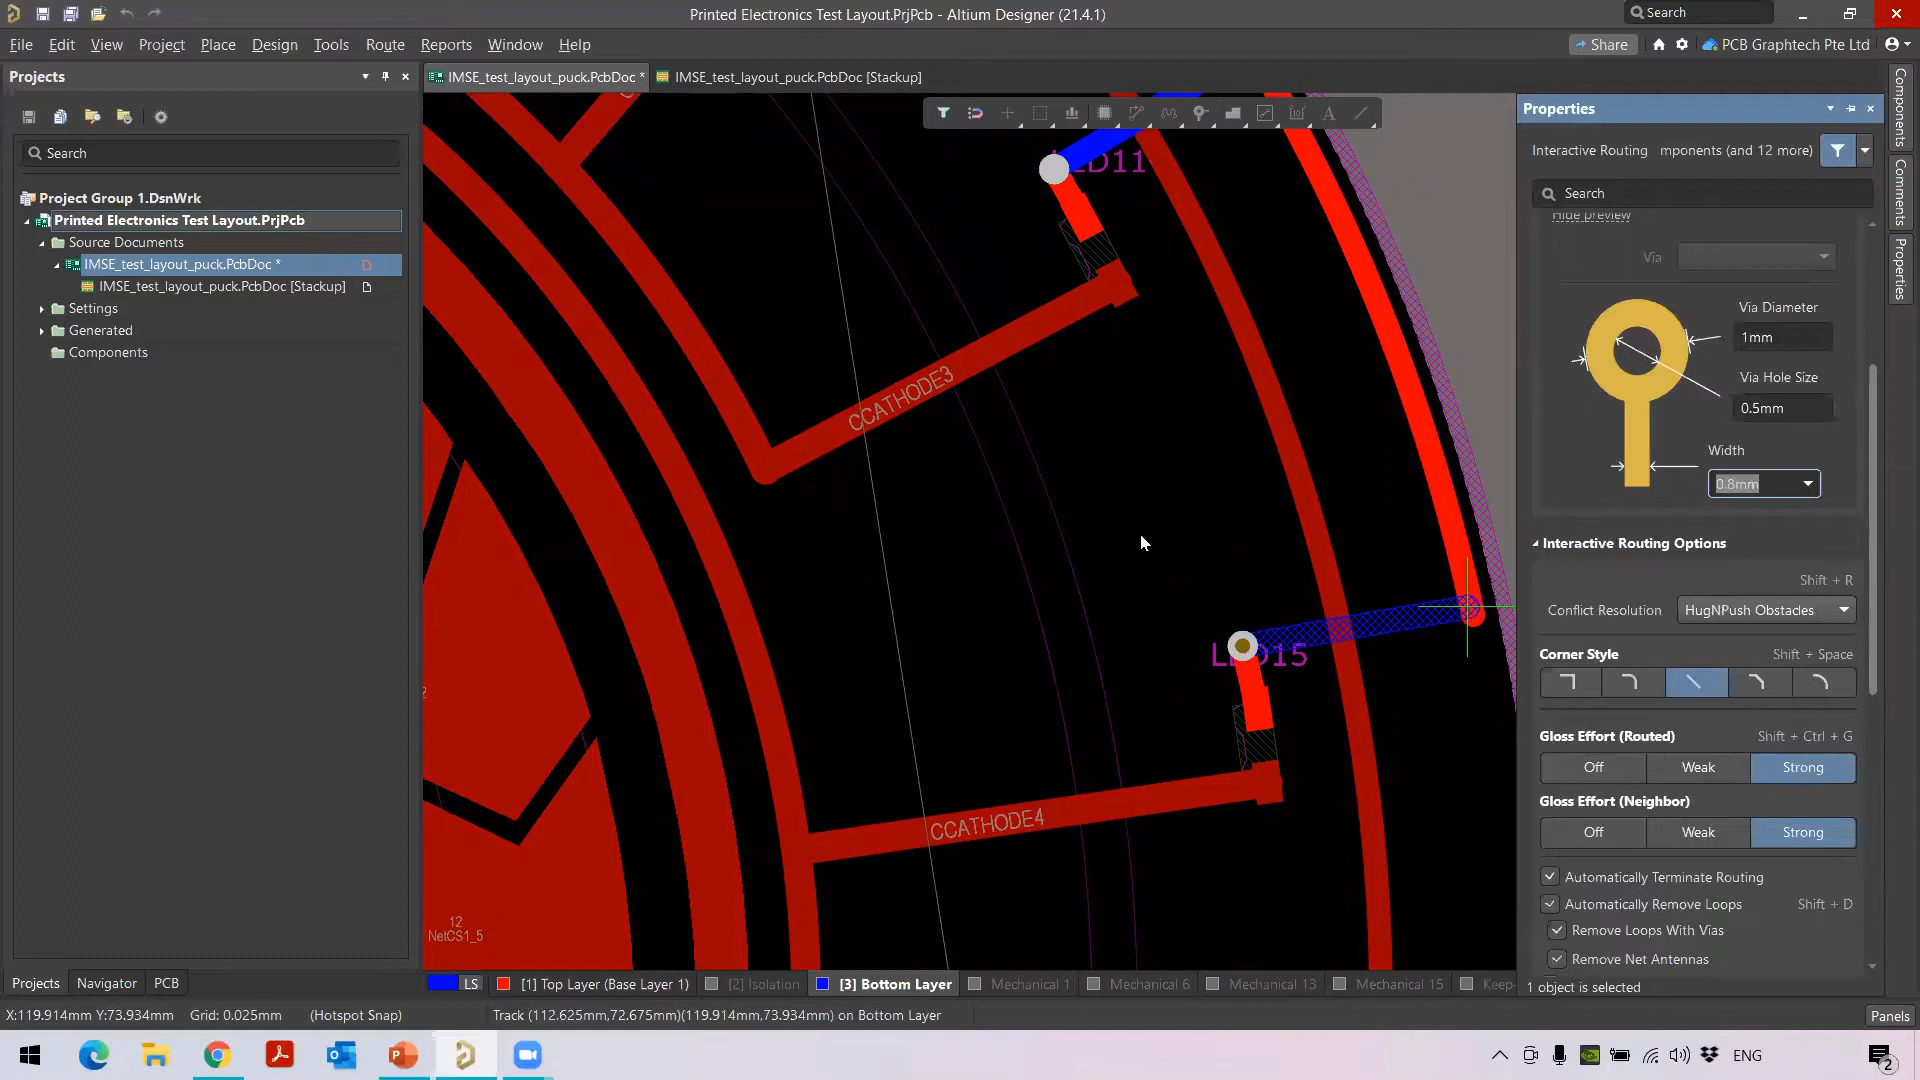 Printed Electronics Test Layout.PrjPcb - Altium Designer (21.4.1)
Search
File Edit View Project Place Design Tools Route Reports Window Help
Share
PCB Graphtech Pte Ltd
Projects
IMSE_test_layout_puck.PcbDoc *
IMSE_test_layout_puck.PcbDoc [Stackup]
Search
Project Group 1.DsnWrk
Printed Electronics Test Layout.PrjPcb
Source Documents
IMSE_test_layout_puck.PcbDoc *
IMSE_test_layout_puck.PcbDoc [Stackup]
Settings
Generated
Components
CCATHODE3
CCATHODE4
12
NetCS1_5
Properties
Interactive Routing mponents (and 12 more)
Search
Hide preview
Via
Via Diameter
1mm
Via Hole Size
0.5mm
Width
0.8mm
Interactive Routing Options
Shift + R
Conflict Resolution HugNPush Obstacles
Corner Style Shift + Space
Gloss Effort (Routed) Shift + Ctrl + G
Off Weak Strong
Gloss Effort (Neighbor)
Off Weak Strong
Automatically Terminate Routing
Automatically Remove Loops Shift + D
Remove Loops With Vias
Remove Net Antennas
1 object is selected
Components
Comments
Properties
Projects Navigator PCB
LS [1] Top Layer (Base Layer 1) [2] Isolation [3] Bottom Layer Mechanical 1 Mechanical 6 Mechanical 13 Mechanical 15 Keep-
X:119.914mm Y:73.934mm Grid: 0.025mm (Hotspot Snap) Track (112.625mm,72.675mm)(119.914mm,73.934mm) on Bottom Layer
Panels
ENG
2